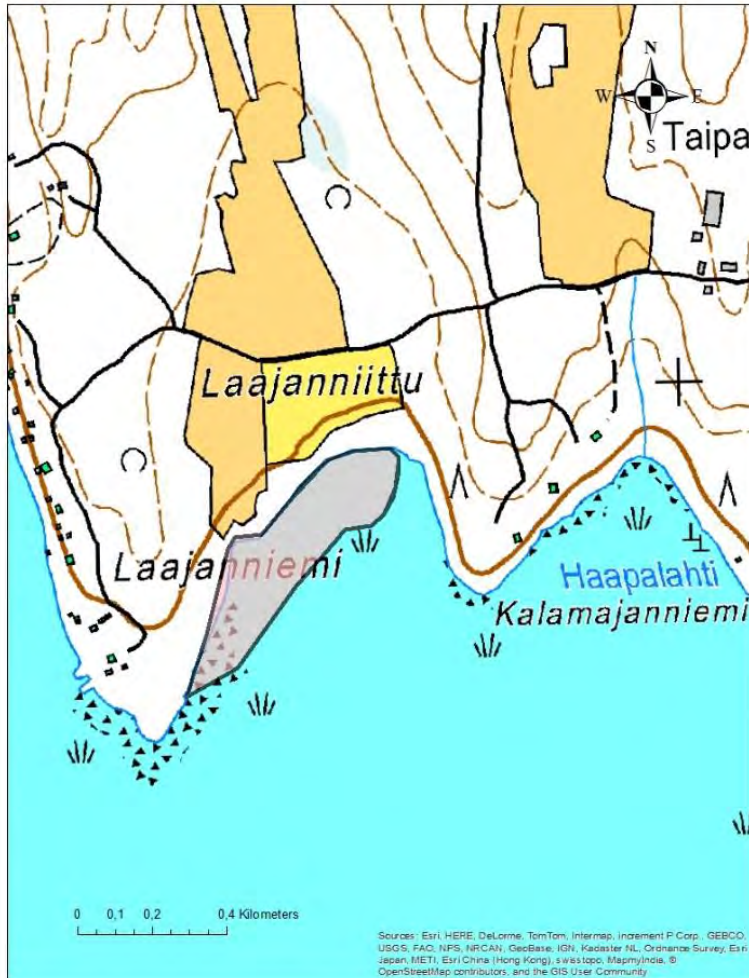 N
W E
S
Taipa
Laajanniittu
Laajanniemi
Haapalahti
Kalamajanniemi
0 0,1 0,2 0,4 Kilometers
Sources: Esri, HERE, DeLorme, TomTom, Intermap, increment P Corp., GEBCO,
USGS, FAO, NPS, NRCAN, GeoBase, IGN, Kadaster NL, Ordnance Survey, Esri
Japan, METI, Esri China (Hong Kong), swisstopo, MapmyIndia, ©
OpenStreetMap contributors, and the GIS User Community